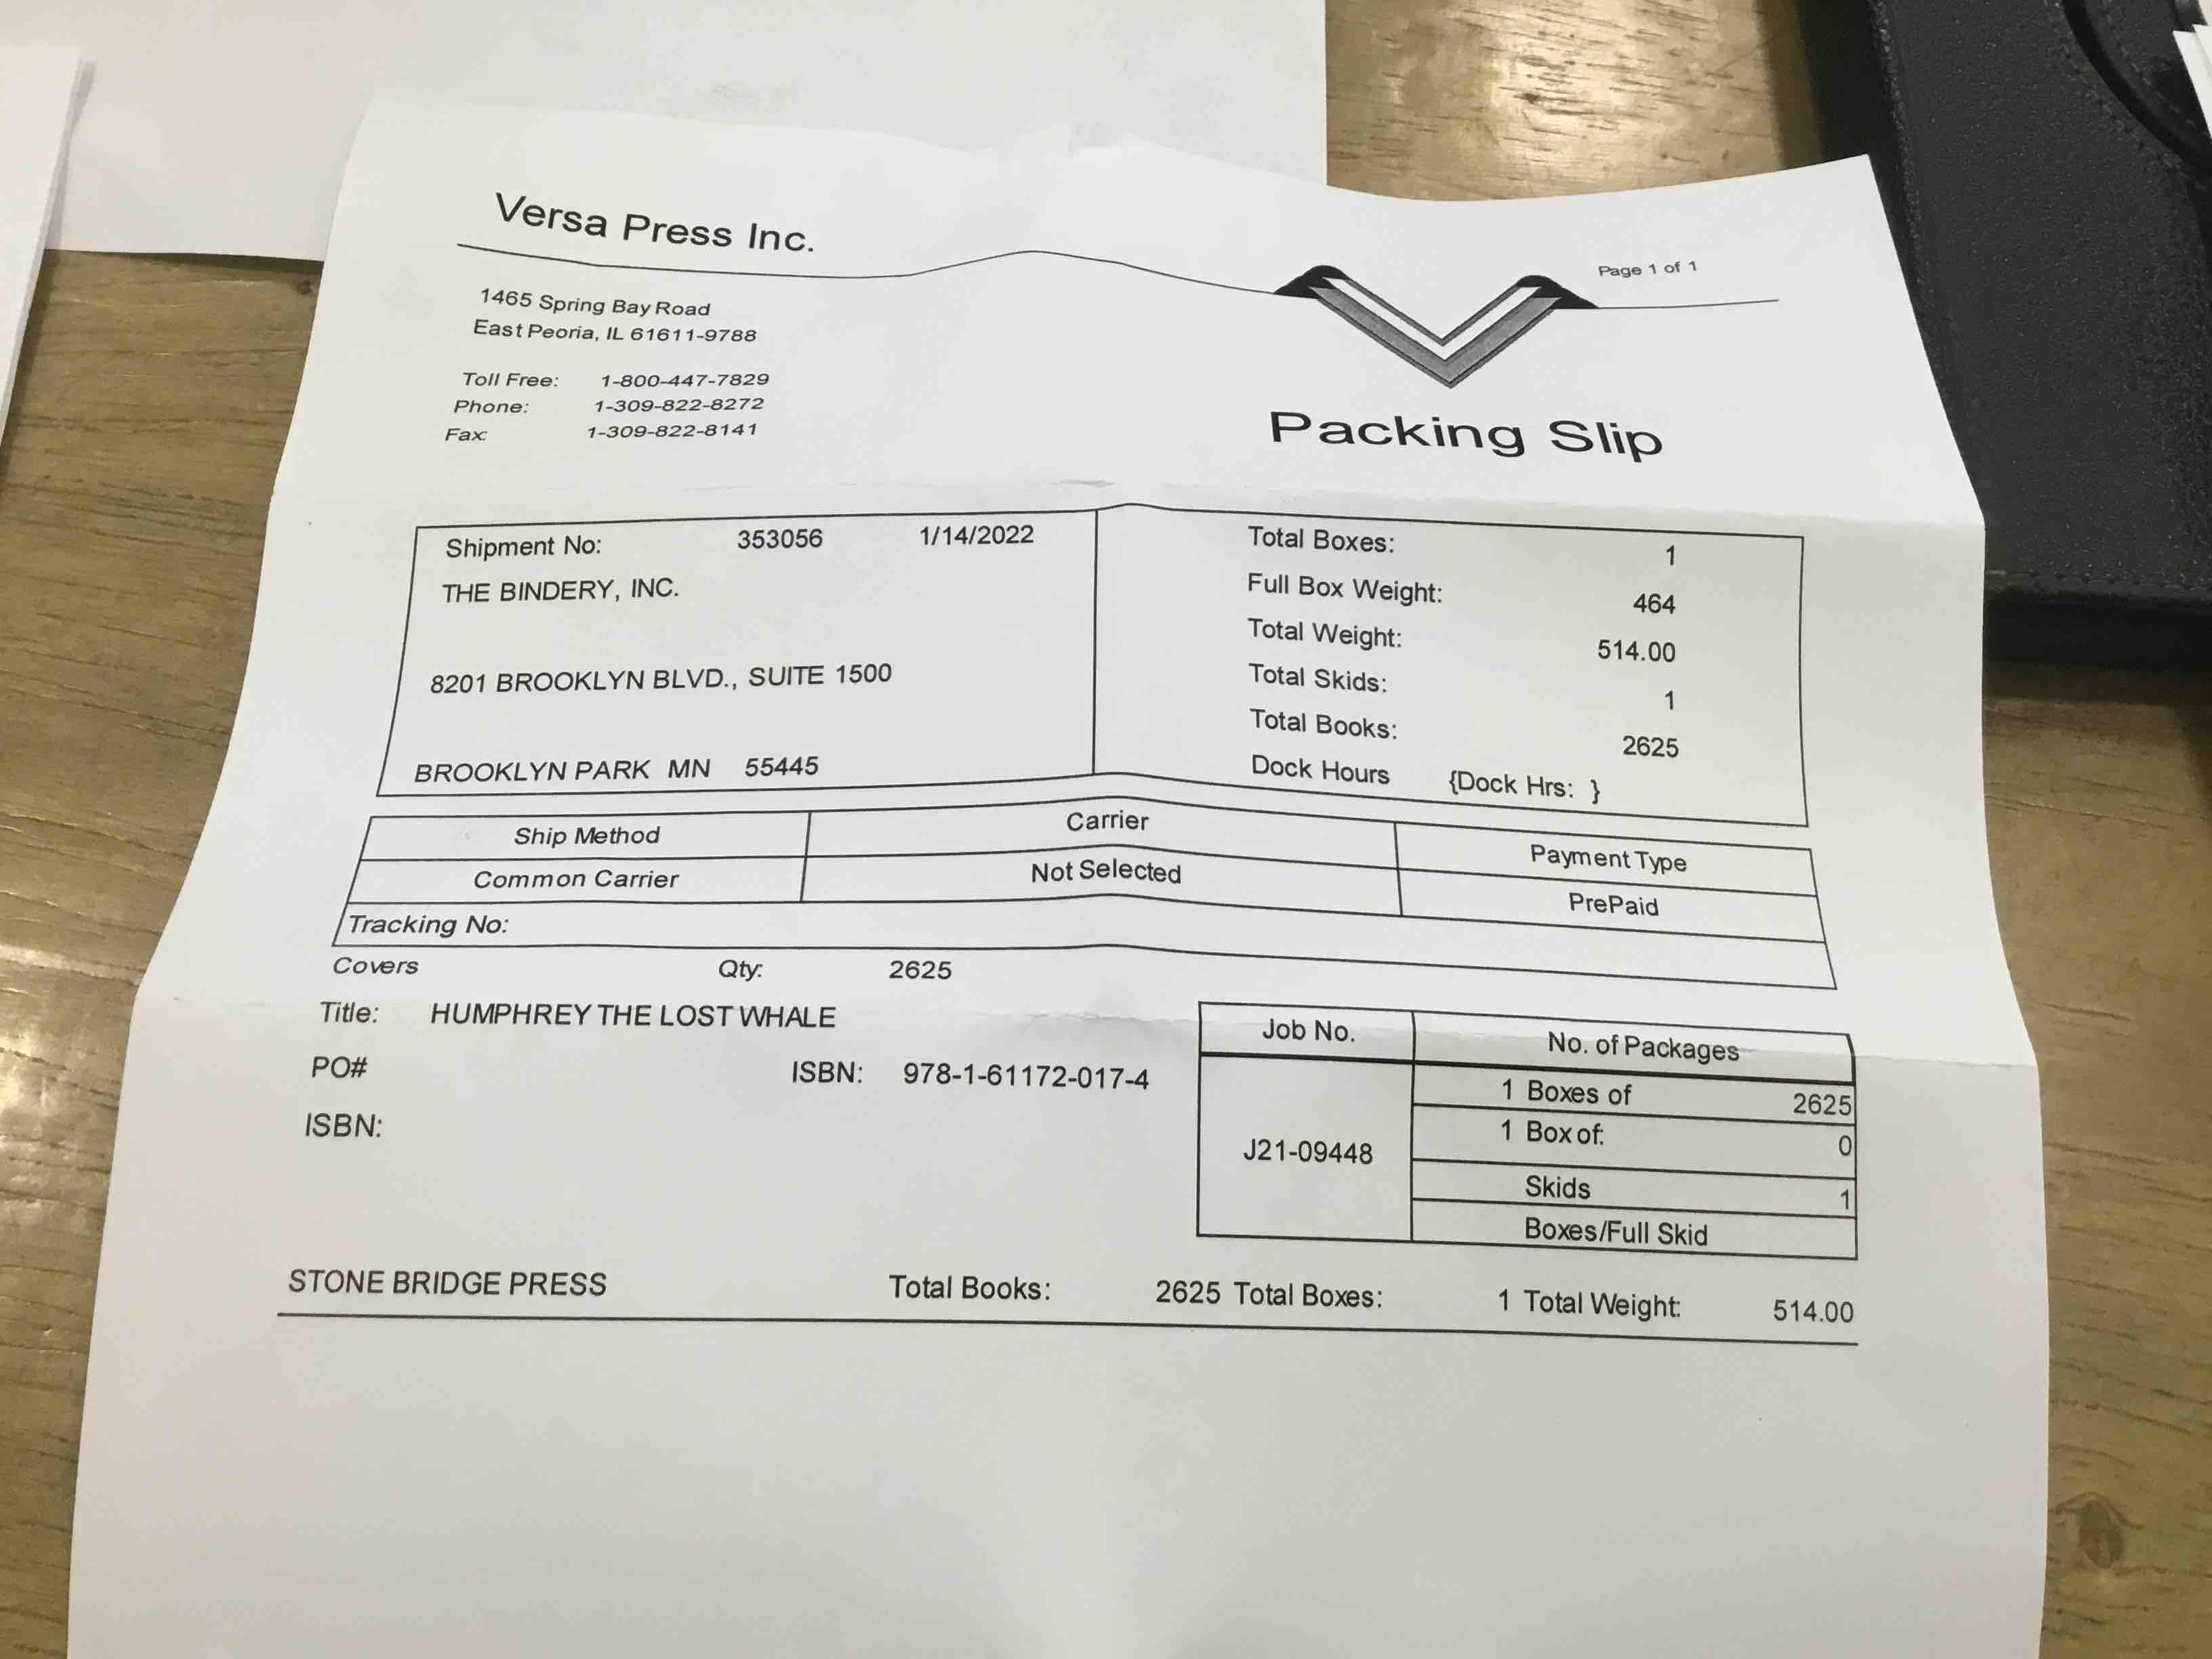 Versa Press Inc.
Page 1 of 1
1465 Spring Bay Road
East Peoria, IL 61611-9788
Toll Free: 1-800-447-7829
Phone: 1-309-822-8272
Fax: 1-309-822-8141
Packing Slip
Shipment No: 353056 1/14/2022
THE BINDERY, INC.
8201 BROOKLYN BLVD., SUITE 1500
BROOKLYN PARK MN 55445
Total Boxes: 1
Full Box Weight: 464
Total Weight: 514.00
Total Skids: 1
Total Books: 2625
Dock Hours {Dock Hrs: }
Ship Method Carrier Payment Type
Common Carrier Not Selected PrePaid
Tracking No:
Covers Qty: 2625
Title: HUMPHREY THE LOST WHALE
PO# ISBN: 978-1-61172-017-4
ISBN:
Job No. No. of Packages
J21-09448
1 Boxes of 2625
1 Box of: 0
Skids 1
Boxes/Full Skid
STONE BRIDGE PRESS Total Books: 2625 Total Boxes: 1 Total Weight: 514.00